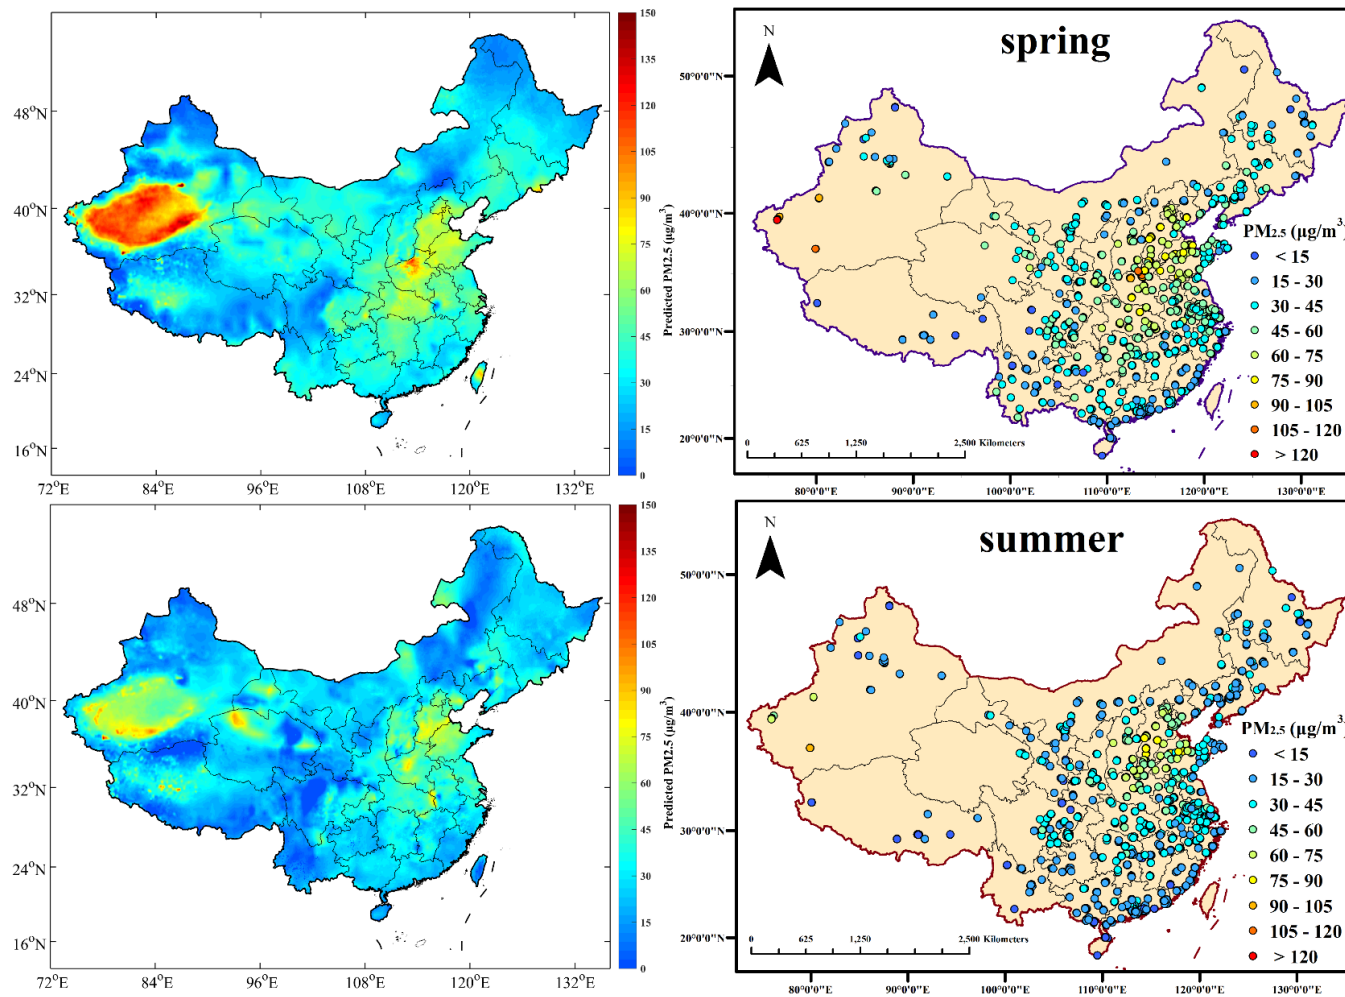 150
135
120
105
90
75
60
45
30
15
0
Predicted PM2.5 (μg/m³)
48°N
40°N
32°N
24°N
16°N
72°E
84°E
96°E
108°E
120°E
132°E
spring
N
50°0'0"N
40°0'0"N
30°0'0"N
20°0'0"N
PM2.5 (μg/m³)
< 15
15 - 30
30 - 45
45 - 60
60 - 75
75 - 90
90 - 105
105 - 120
> 120
0
625
1,250
2,500 Kilometers
80°0'0"E
90°0'0"E
100°0'0"E
110°0'0"E
120°0'0"E
130°0'0"E
150
135
120
105
90
75
60
45
30
15
0
Predicted PM2.5 (μg/m³)
48°N
40°N
32°N
24°N
16°N
72°E
84°E
96°E
108°E
120°E
132°E
summer
N
50°0'0"N
40°0'0"N
30°0'0"N
20°0'0"N
PM2.5 (μg/m³)
< 15
15 - 30
30 - 45
45 - 60
60 - 75
75 - 90
90 - 105
105 - 120
> 120
0
625
1,250
2,500 Kilometers
80°0'0"E
90°0'0"E
100°0'0"E
110°0'0"E
120°0'0"E
130°0'0"E